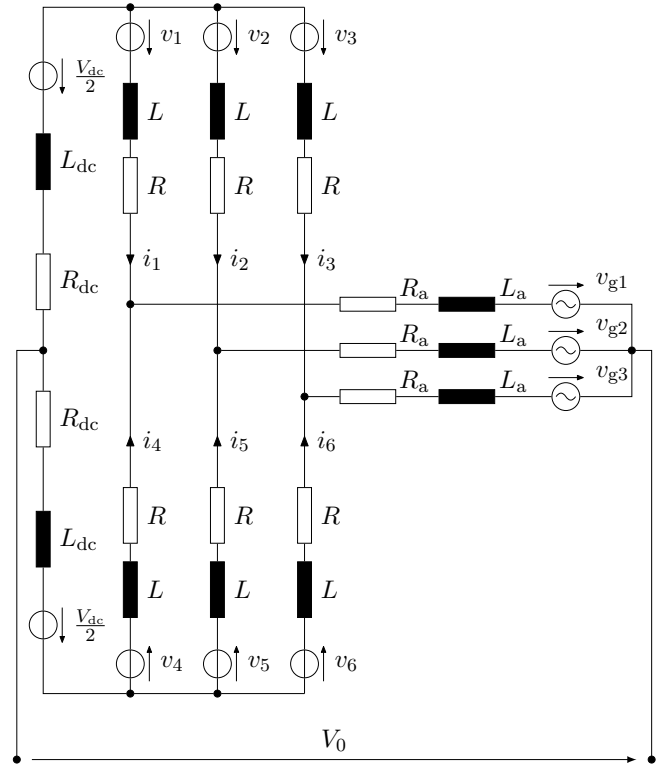 v1 v2 v3
Vdc/2
L L L
Ldc
R R R
i1 i2 i3
Rdc
Ra La vg1
vg2
Ra La
vg3
Ra La
Rdc
i4 i5 i6
R R R
Ldc
L L L
Vdc/2
v4 v5 v6
V0